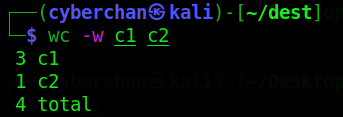 ┌──(cyberchan㉿kali)-[~/dest]
└─$ wc -w c1 c2
3 c1
1 c2
4 total